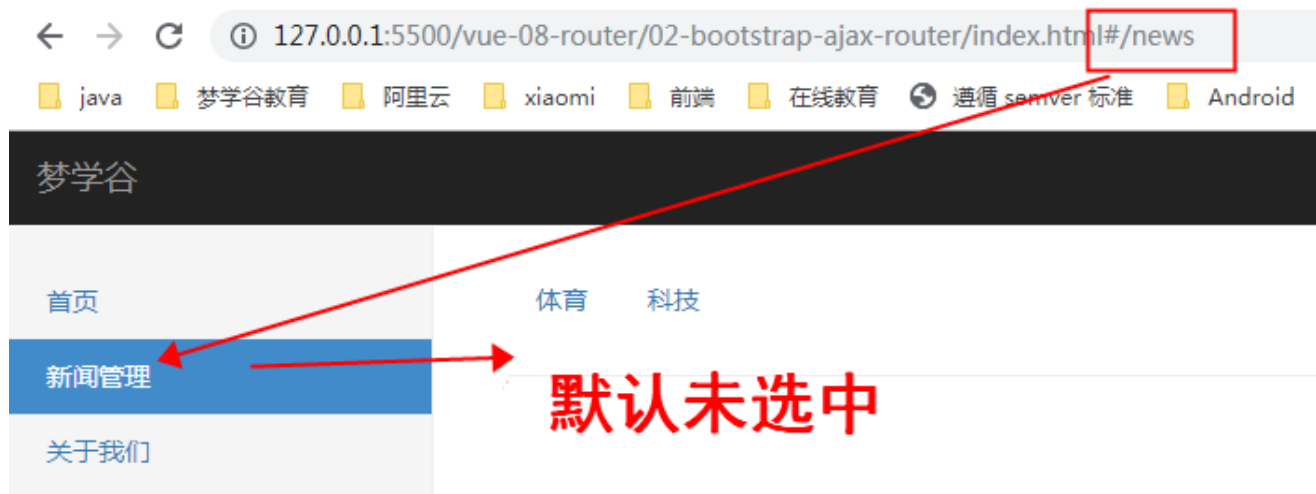 127.0.0.1:5500/vue-08-router/02-bootstrap-ajax-router/index.html#/news
java 梦学谷教育 阿里云 xiaomi 前端 在线教育 遵循 semver 标准 Android
梦学谷
首页
体育 科技
新闻管理
默认未选中
关于我们